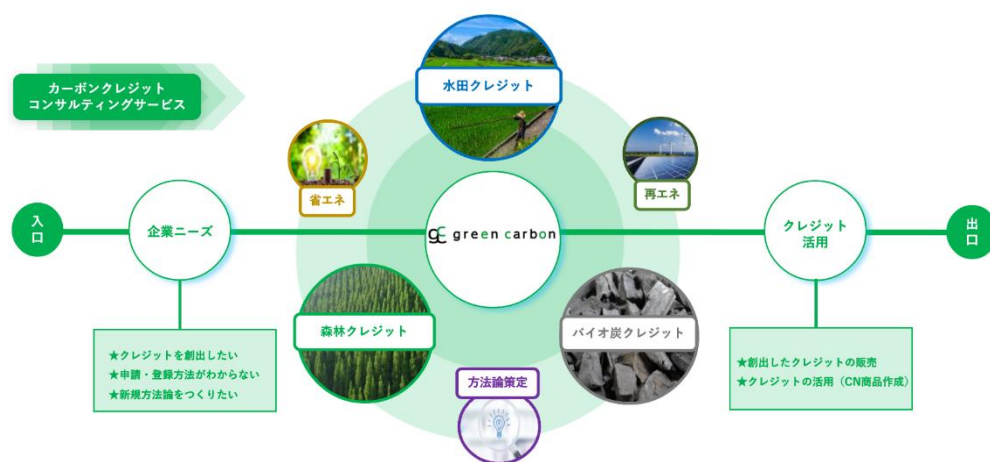 カーボンクレジット
コンサルティングサービス
水田クレジット
省エネ
再エネ
入
口
企業ニーズ
gc green carbon
クレジット
活用
出
口
森林クレジット
バイオ炭クレジット
★クレジットを創出したい
★申請・登録方法がわからない
★新規方法論をつくりたい
方法論策定
★創出したクレジットの販売
★クレジットの活用（CN商品作成）